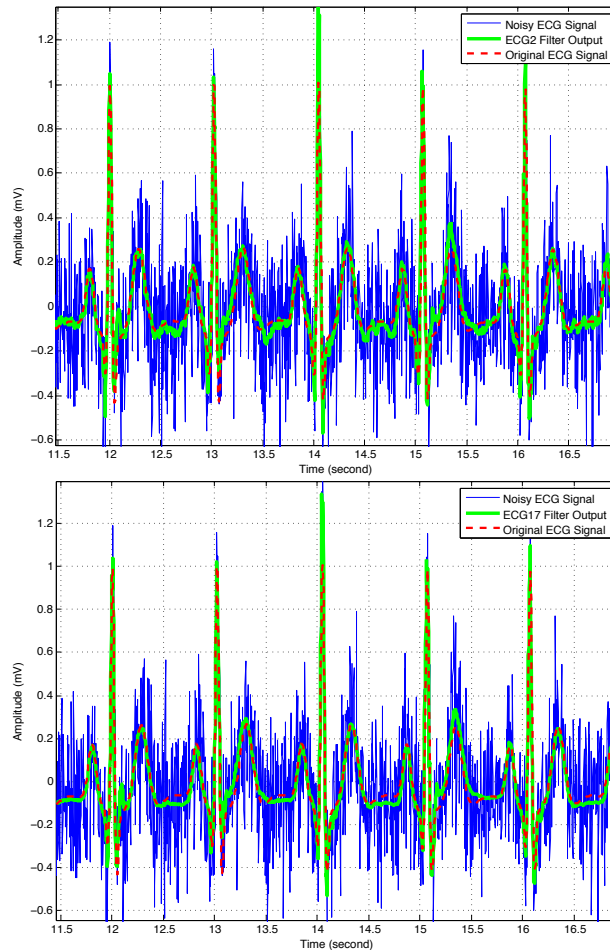 Noisy ECG Signal
ECG2 Filter Output
Original ECG Signal
1.2
1
0.8
0.6
0.4
0.2
0
-0.2
-0.4
-0.6
Amplitude (mV)
11.5 12 12.5 13 13.5 14 14.5 15 15.5 16 16.5
Time (second)
Noisy ECG Signal
ECG17 Filter Output
Original ECG Signal
1.2
1
0.8
0.6
0.4
0.2
0
-0.2
-0.4
-0.6
Amplitude (mV)
11.5 12 12.5 13 13.5 14 14.5 15 15.5 16 16.5
Time (second)